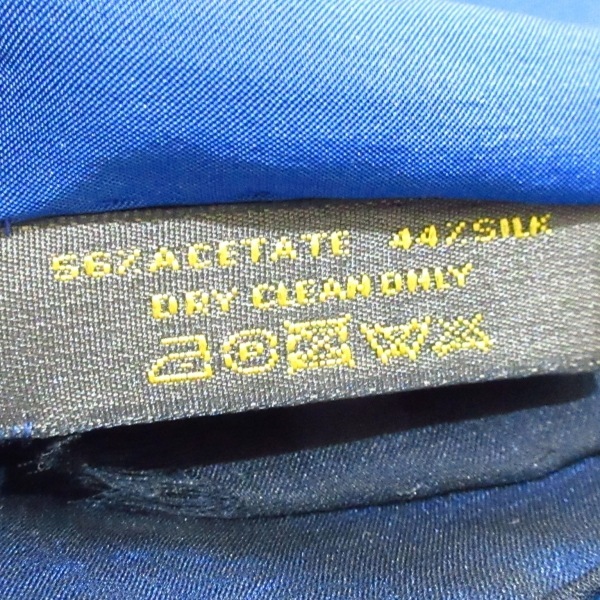 56% ACETATE 44% SILK
DRY CLEAN ONLY
P